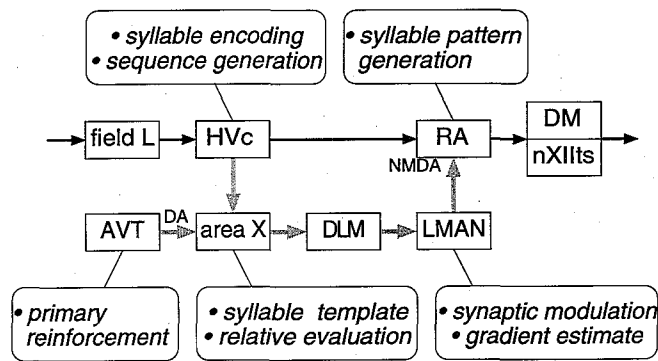 • syllable encoding
• sequence generation
• syllable pattern
generation
field L
HVc
RA
DM
nXIIts
NMDA
AVT
DA
area X
DLM
LMAN
• primary
reinforcement
• syllable template
• relative evaluation
• synaptic modulation
• gradient estimate